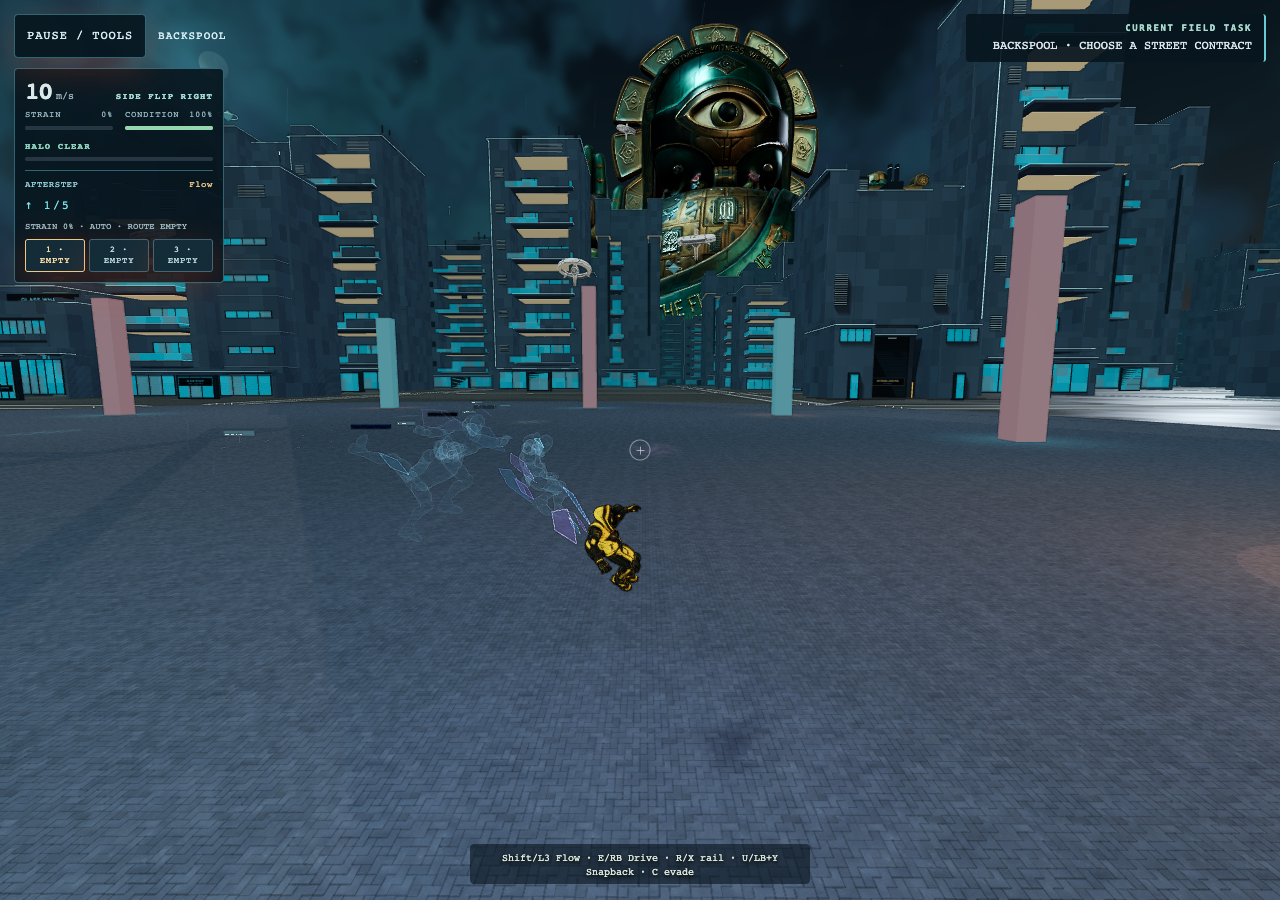 PAUSE / TOOLS
BACKSPOOL
CURRENT FIELD TASK
BACKSPOOL · CHOOSE A STREET CONTRACT
10 m/s
SIDE FLIP RIGHT
STRAIN 0%
CONDITION 100%
HALO CLEAR
AFTERSTEP
Flow
↑ 1/5
STRAIN 0% · AUTO · ROUTE EMPTY
1 · EMPTY
2 · EMPTY
3 · EMPTY
Shift/L3 Flow · E/RB Drive · R/X rail · U/LB+Y
Snapback · C evade